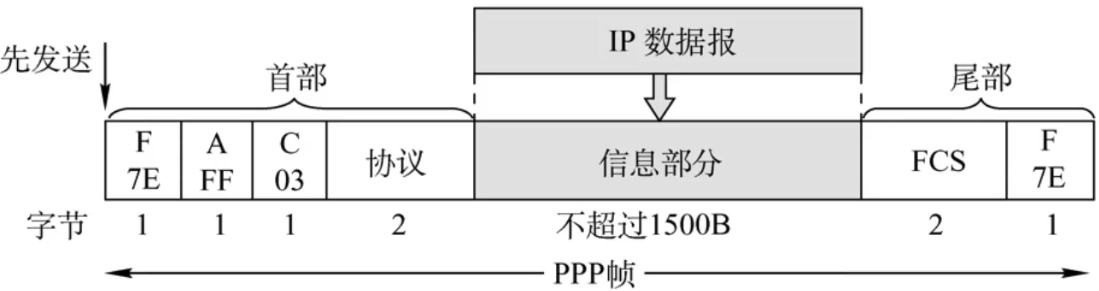 IP 数据报
先发送
首部
尾部
F A C F
7E FF 03 协议 信息部分 FCS 7E
字节 1 1 1 2 不超过1500B 2 1
PPP帧